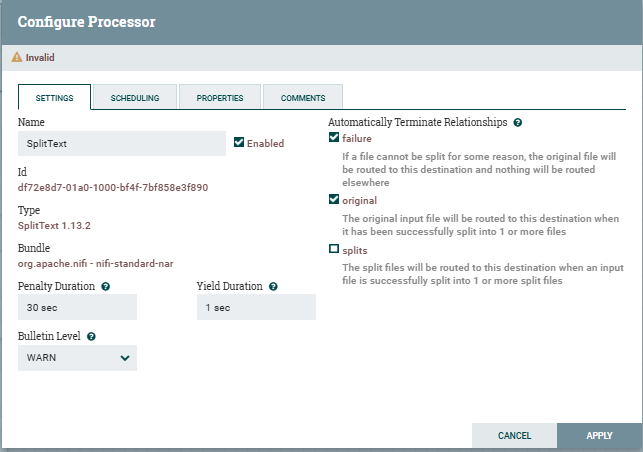 Configure Processor
Invalid
SETTINGS
SCHEDULING
PROPERTIES
COMMENTS
Name
SplitText
Enabled
Id
df72e8d7-01a0-1000-bf4f-7bf858e3f890
Type
SplitText 1.13.2
Bundle
org.apache.nifi - nifi-standard-nar
Penalty Duration
30 sec
Yield Duration
1 sec
Bulletin Level
WARN
Automatically Terminate Relationships
failure
If a file cannot be split for some reason, the original file will
be routed to this destination and nothing will be routed
elsewhere
original
The original input file will be routed to this destination when
it has been successfully split into 1 or more files
splits
The split files will be routed to this destination when an input
file is successfully split into 1 or more split files
CANCEL
APPLY